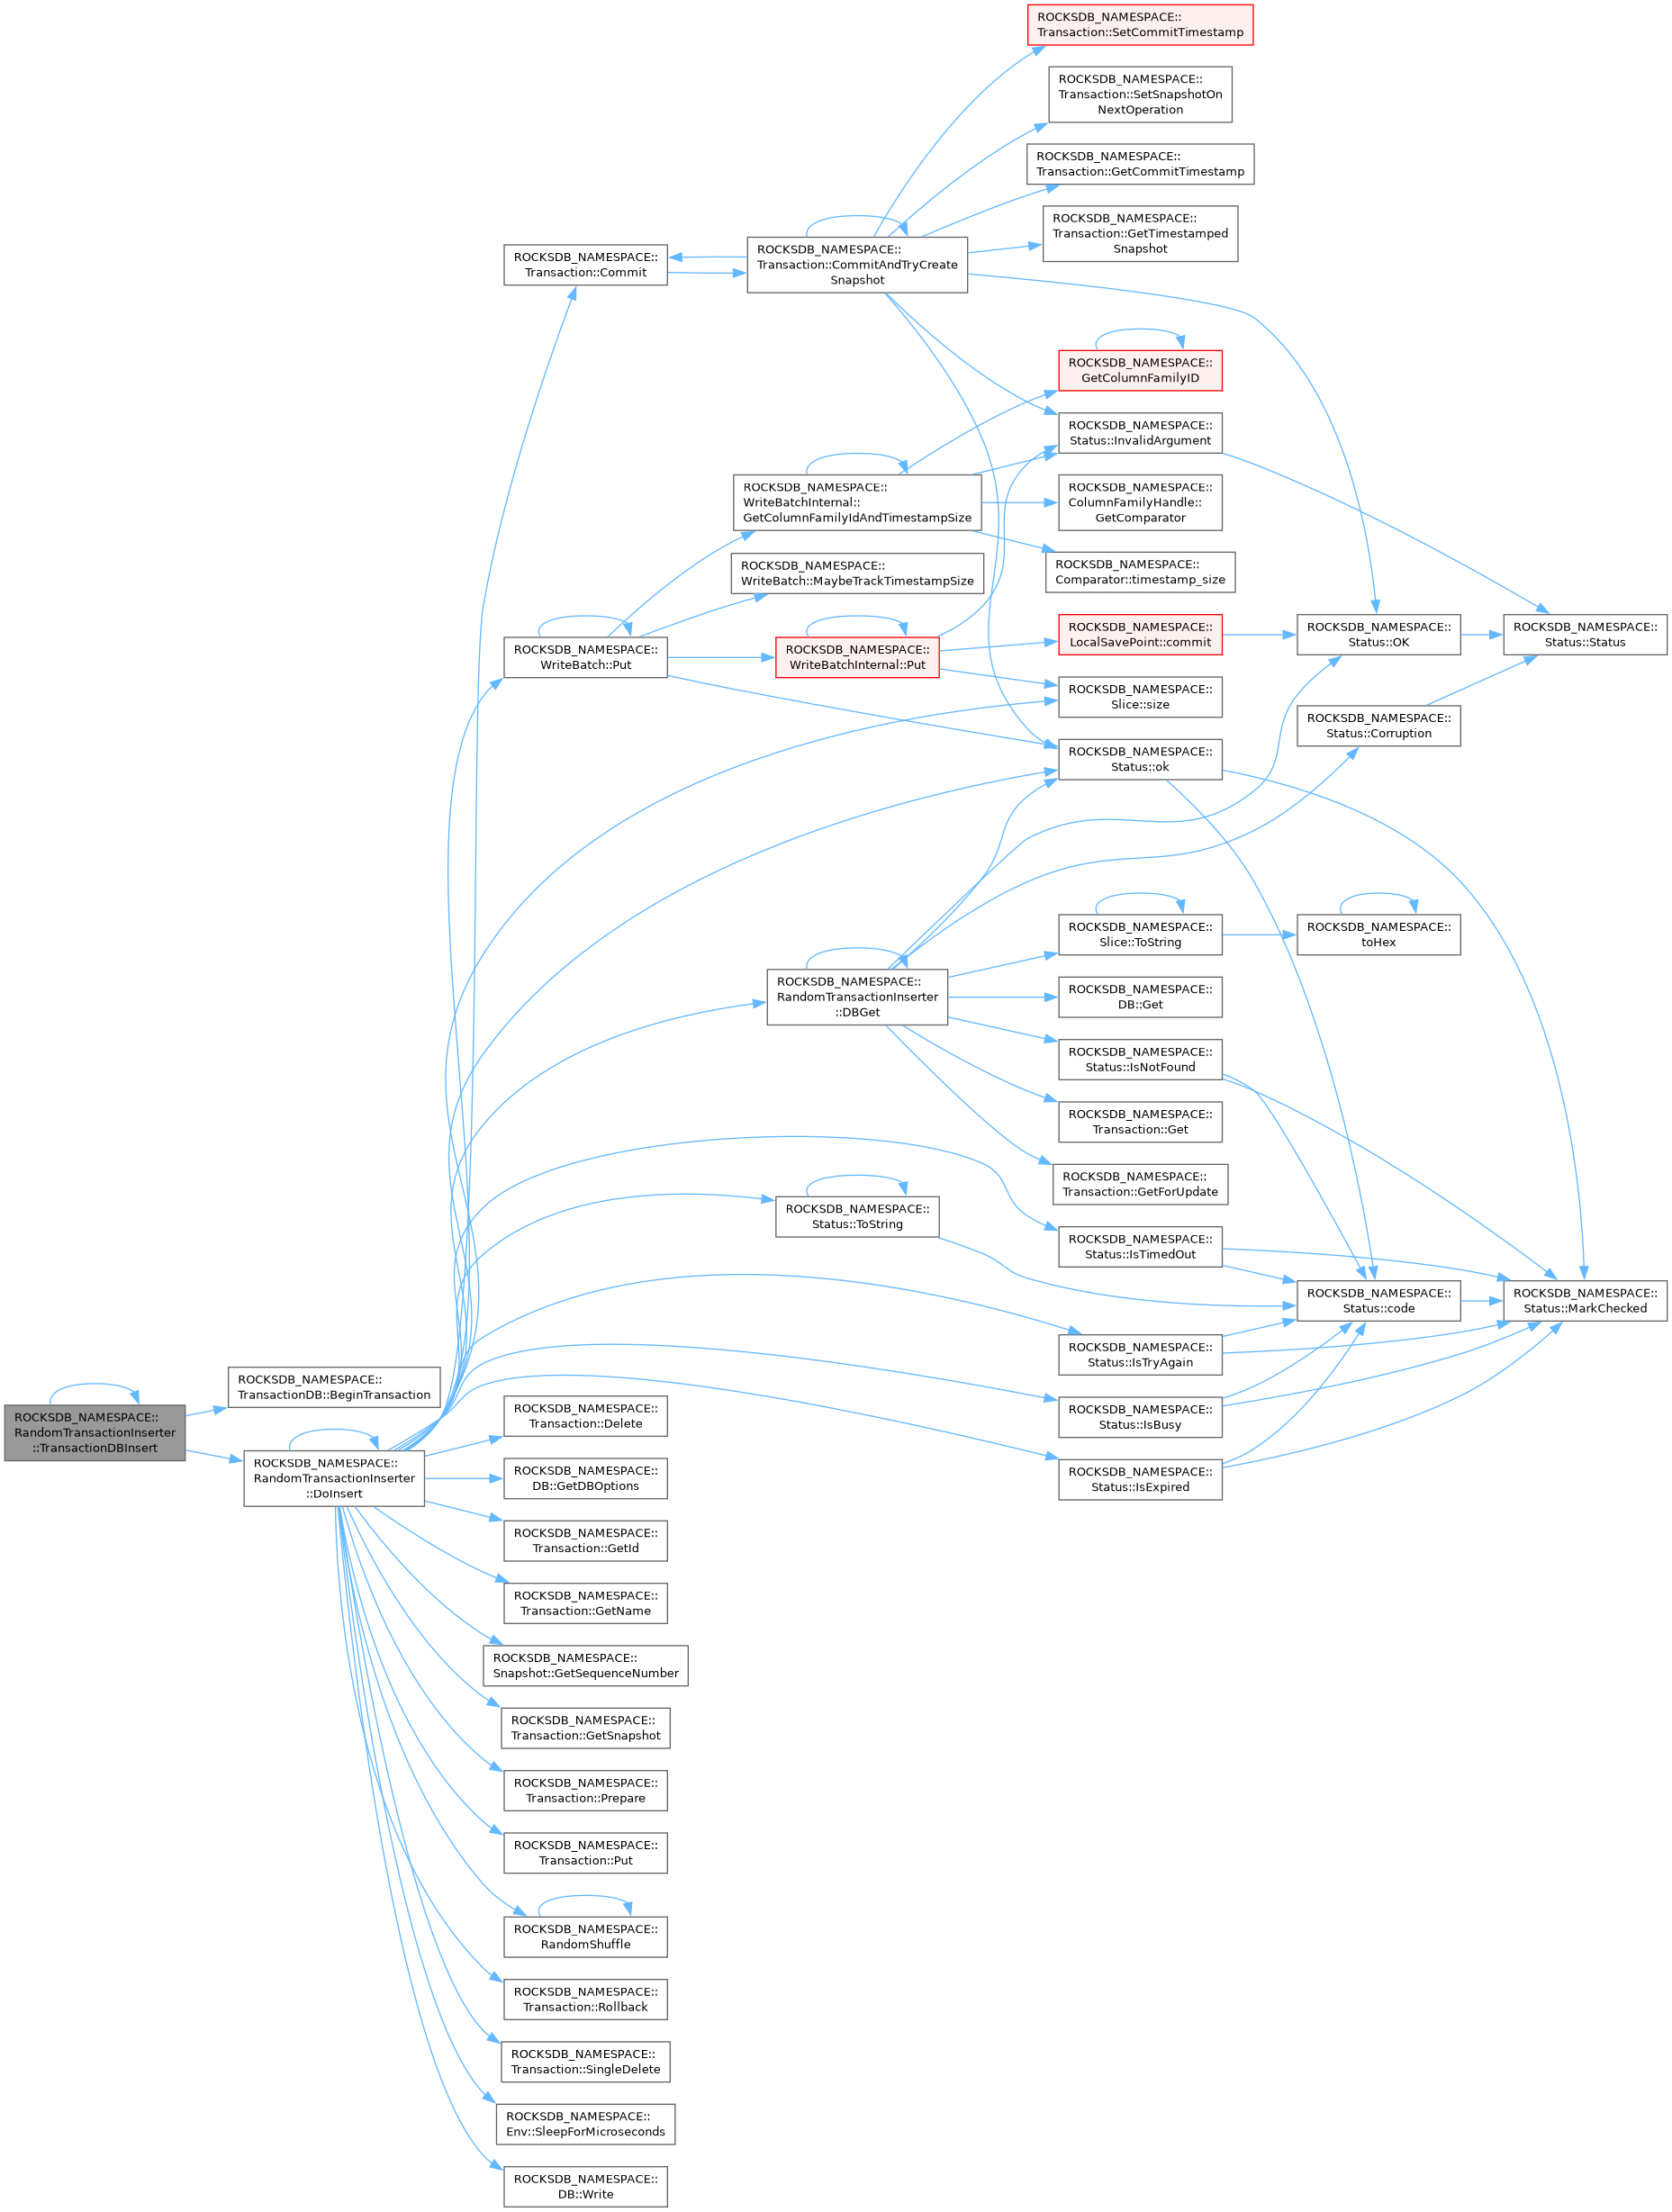 ROCKSDB_NAMESPACE::
Transaction::SetCommitTimestamp
ROCKSDB_NAMESPACE::
Transaction::SetSnapshotOn
NextOperation
ROCKSDB_NAMESPACE::
Transaction::GetCommitTimestamp
ROCKSDB_NAMESPACE::
Transaction::GetTimestamped
Snapshot
ROCKSDB_NAMESPACE::
Transaction::Commit
ROCKSDB_NAMESPACE::
Transaction::CommitAndTryCreate
Snapshot
ROCKSDB_NAMESPACE::
GetColumnFamilyID
ROCKSDB_NAMESPACE::
Status::InvalidArgument
ROCKSDB_NAMESPACE::
WriteBatchInternal::
GetColumnFamilyIdAndTimestampSize
ROCKSDB_NAMESPACE::
ColumnFamilyHandle::
GetComparator
ROCKSDB_NAMESPACE::
WriteBatch::MaybeTrackTimestampSize
ROCKSDB_NAMESPACE::
Comparator::timestamp_size
ROCKSDB_NAMESPACE::
WriteBatch::Put
ROCKSDB_NAMESPACE::
WriteBatchInternal::Put
ROCKSDB_NAMESPACE::
LocalSavePoint::commit
ROCKSDB_NAMESPACE::
Status::OK
ROCKSDB_NAMESPACE::
Status::Status
ROCKSDB_NAMESPACE::
Slice::size
ROCKSDB_NAMESPACE::
Status::Corruption
ROCKSDB_NAMESPACE::
Status::ok
ROCKSDB_NAMESPACE::
Slice::ToString
ROCKSDB_NAMESPACE::
toHex
ROCKSDB_NAMESPACE::
RandomTransactionInserter
::DBGet
ROCKSDB_NAMESPACE::
DB::Get
ROCKSDB_NAMESPACE::
Status::IsNotFound
ROCKSDB_NAMESPACE::
Transaction::Get
ROCKSDB_NAMESPACE::
Transaction::GetForUpdate
ROCKSDB_NAMESPACE::
Status::ToString
ROCKSDB_NAMESPACE::
Status::IsTimedOut
ROCKSDB_NAMESPACE::
Status::code
ROCKSDB_NAMESPACE::
Status::MarkChecked
ROCKSDB_NAMESPACE::
Status::IsTryAgain
ROCKSDB_NAMESPACE::
Status::IsBusy
ROCKSDB_NAMESPACE::
Status::IsExpired
ROCKSDB_NAMESPACE::
TransactionDB::BeginTransaction
ROCKSDB_NAMESPACE::
RandomTransactionInserter
::TransactionDBInsert
ROCKSDB_NAMESPACE::
RandomTransactionInserter
::DoInsert
ROCKSDB_NAMESPACE::
Transaction::Delete
ROCKSDB_NAMESPACE::
DB::GetDBOptions
ROCKSDB_NAMESPACE::
Transaction::GetId
ROCKSDB_NAMESPACE::
Transaction::GetName
ROCKSDB_NAMESPACE::
Snapshot::GetSequenceNumber
ROCKSDB_NAMESPACE::
Transaction::GetSnapshot
ROCKSDB_NAMESPACE::
Transaction::Prepare
ROCKSDB_NAMESPACE::
Transaction::Put
ROCKSDB_NAMESPACE::
RandomShuffle
ROCKSDB_NAMESPACE::
Transaction::Rollback
ROCKSDB_NAMESPACE::
Transaction::SingleDelete
ROCKSDB_NAMESPACE::
Env::SleepForMicroseconds
ROCKSDB_NAMESPACE::
DB::Write